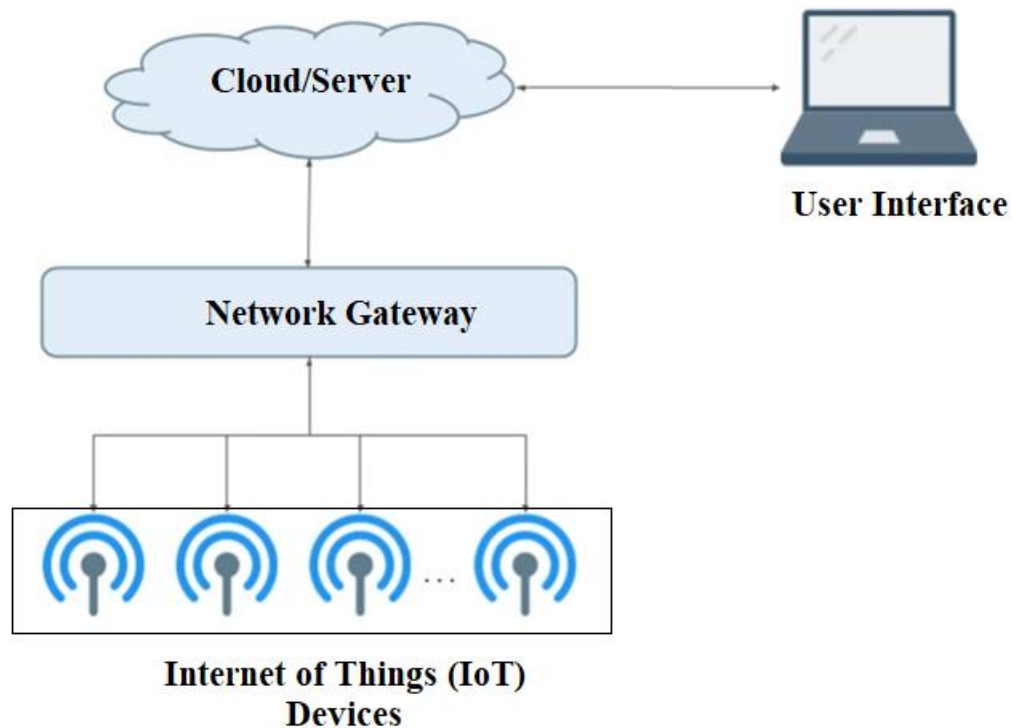 Cloud/Server
User Interface
Network Gateway
...
Internet of Things (IoT)
Devices